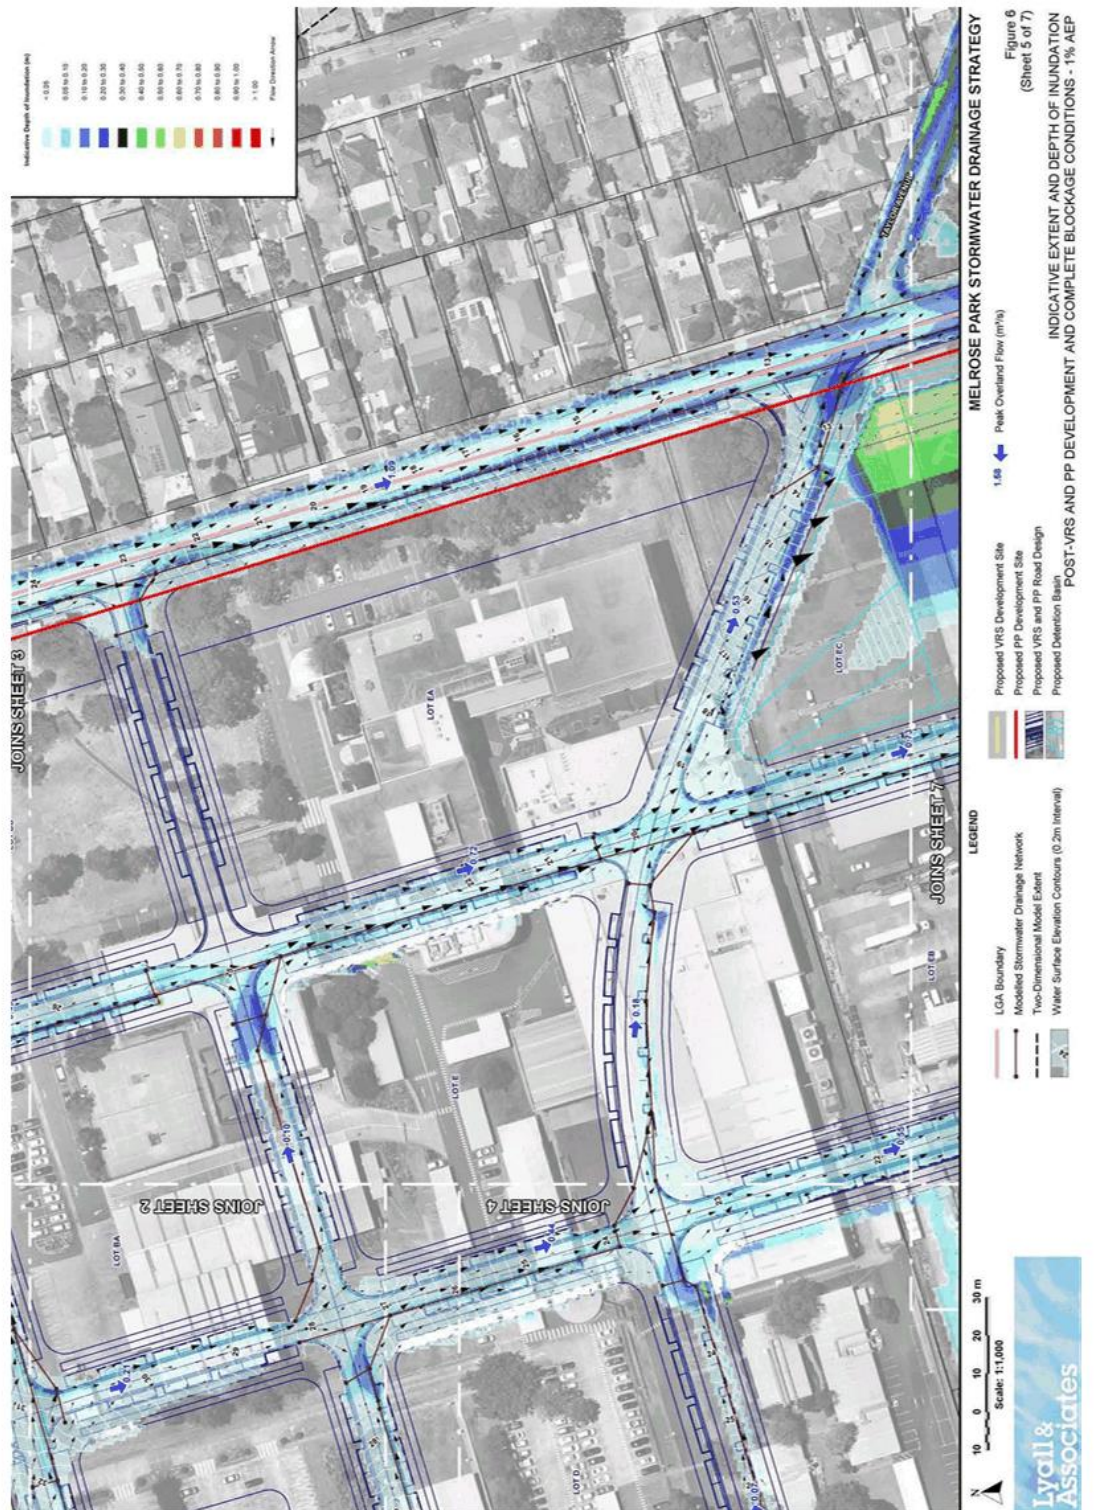 Indicative Depth of Inundation (m)
< 0.05
0.05 to 0.10
0.10 to 0.20
0.20 to 0.30
0.30 to 0.40
0.40 to 0.50
0.50 to 0.60
0.60 to 0.70
0.70 to 0.80
0.80 to 0.90
0.90 to 1.00
> 1.00
Flow Direction Arrow
JOINS SHEET 3
JOINS SHEET 2
JOINS SHEET 4
JOINS SHEET 7
TAYLOR AVENUE
LOT EA
LOT EC
LOT EB
LOT E
LOT BA
LOT D
1.09
0.53
0.72
0.18
0.10
MELROSE PARK STORMWATER DRAINAGE STRATEGY
Figure 6
(Sheet 5 of 7)
INDICATIVE EXTENT AND DEPTH OF INUNDATION
POST-VRS AND PP DEVELOPMENT AND COMPLETE BLOCKAGE CONDITIONS - 1% AEP
LEGEND
LGA Boundary
Modelled Stormwater Drainage Network
Two-Dimensional Model Extent
Water Surface Elevation Contours (0.2m Interval)
Proposed VRS Development Site
Proposed PP Development Site
Proposed VRS and PP Road Design
Proposed Detention Basin
1.68 Peak Overland Flow (m³/s)
N
10 0 10 20 30 m
Scale: 1:1,000
Lyall &
Associates